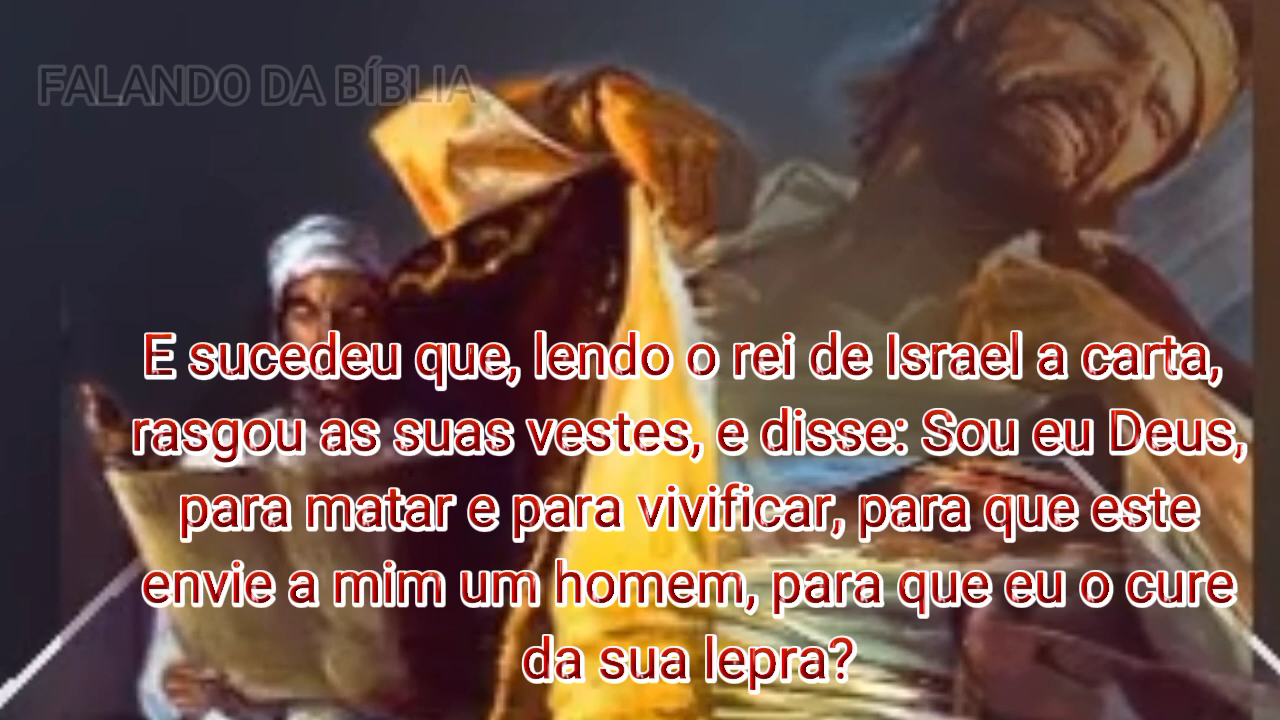 FALANDO DA BÍBLIA
E sucedeu que, lendo o rei de Israel a carta,
rasgou as suas vestes, e disse: Sou eu Deus,
para matar e para vivificar, para que este
envie a mim um homem, para que eu o cure
da sua lepra?